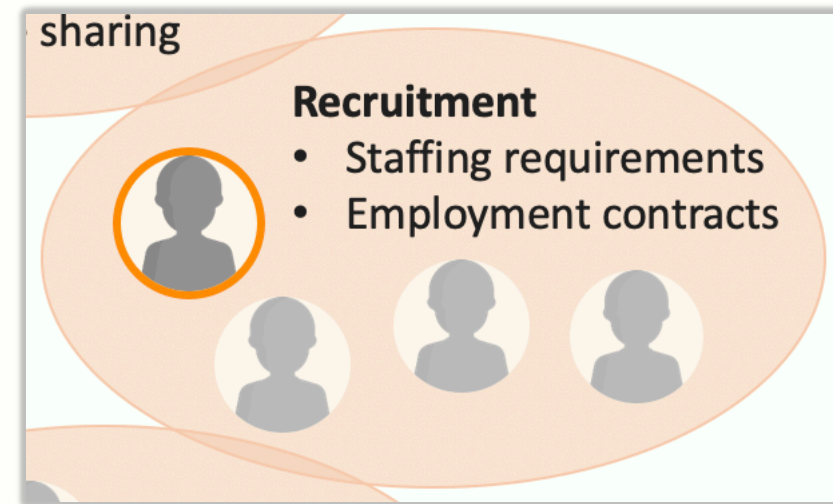 sharing
Recruitment
• Staffing requirements
• Employment contracts